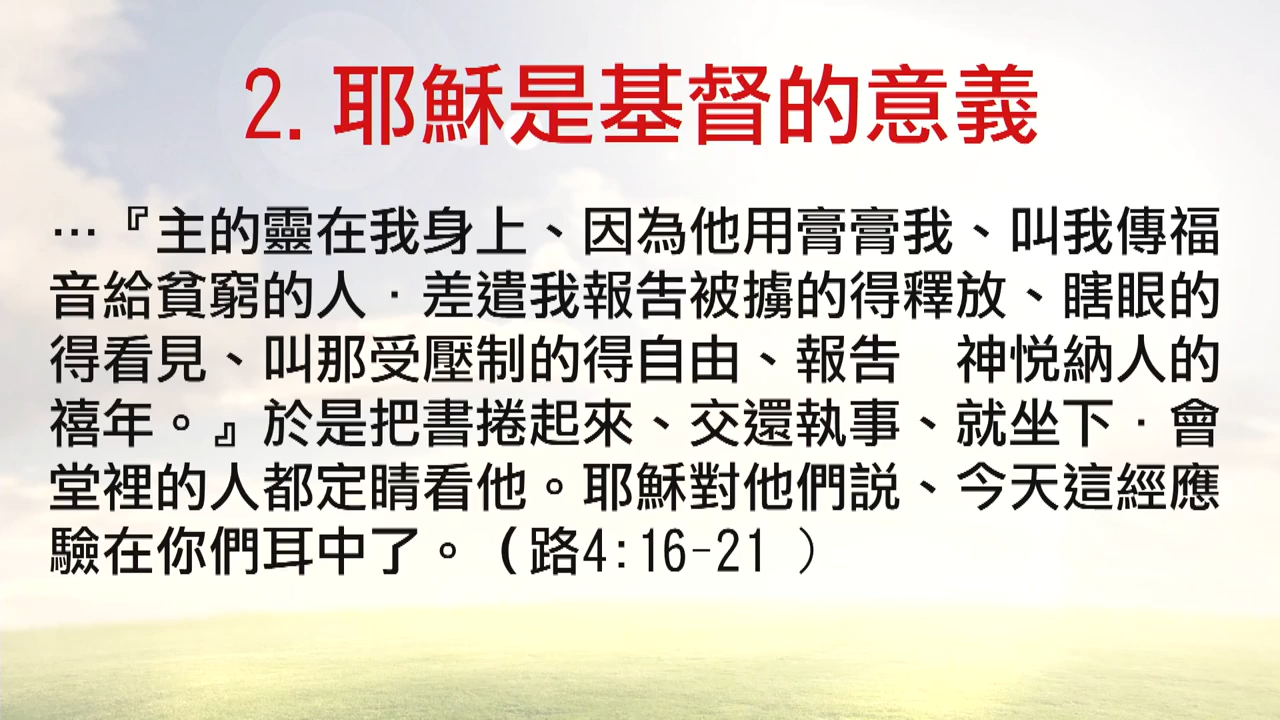 2.耶穌是基督的意義
…『主的靈在我身上、因為他用膏膏我、叫我傳福
音給貧窮的人．差遣我報告被擄的得釋放、瞎眼的
得看見、叫那受壓制的得自由、報告　神悅納人的
禧年。』於是把書捲起來、交還執事、就坐下．會
堂裡的人都定睛看他。耶穌對他們說、今天這經應
驗在你們耳中了。（路4:16-21 ）